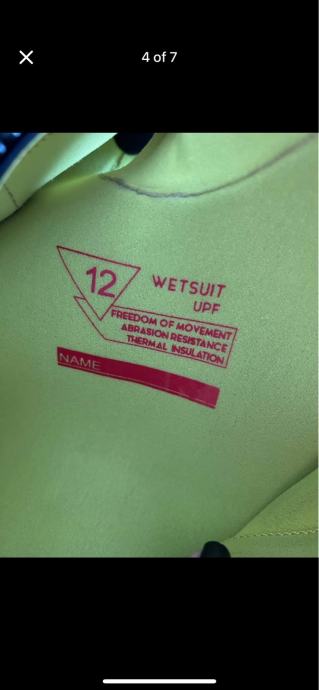 4 of 7
12
WETSUIT
UPF
FREEDOM OF MOVEMENT
ABRASION RESISTANCE
THERMAL INSULATION
NAME